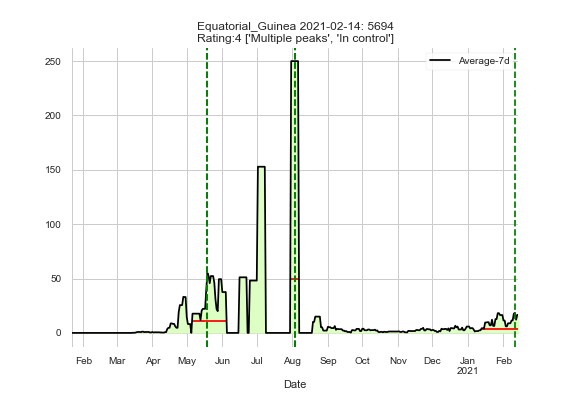 Equatorial_Guinea 2021-02-14: 5694
Rating:4 ['Multiple peaks', 'In control']
Average-7d
250
200
150
100
50
0
Feb Mar Apr May Jun Jul Aug Sep Oct Nov Dec Jan Feb
2021
Date